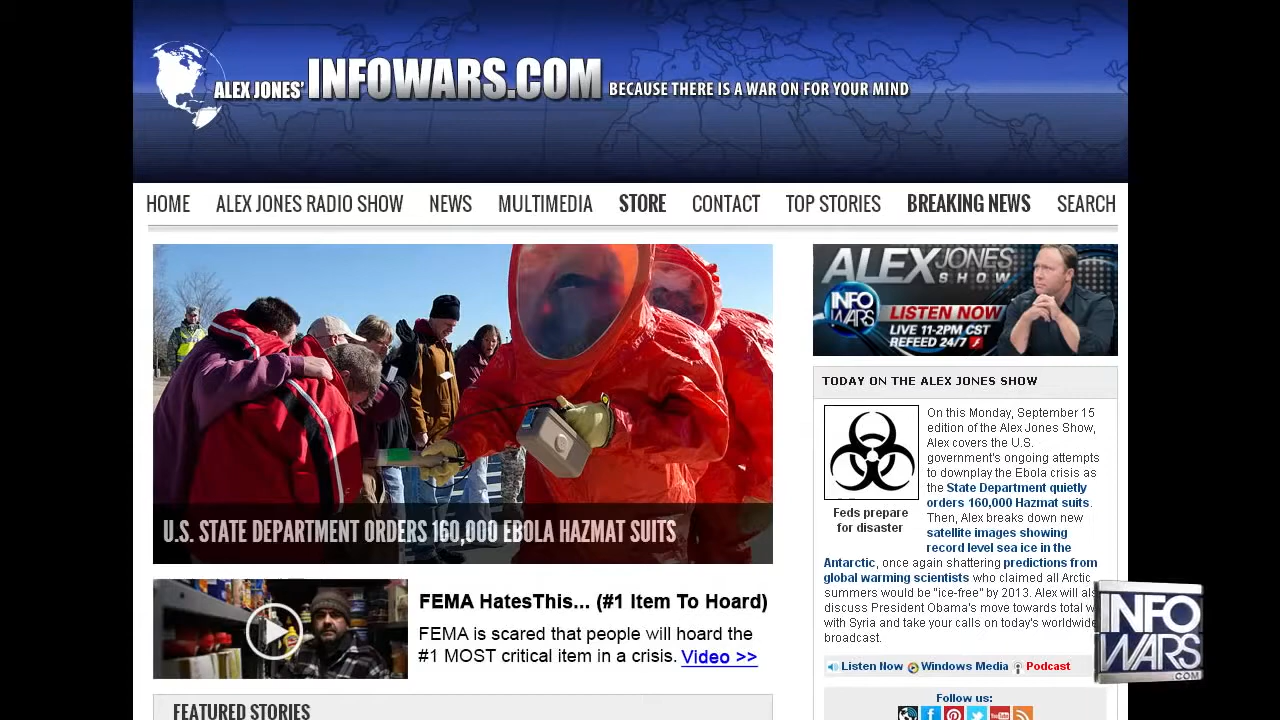 ALEX JONES' INFOWARS.COM BECAUSE THERE IS A WAR ON FOR YOUR MIND
HOME ALEX JONES RADIO SHOW NEWS MULTIMEDIA STORE CONTACT TOP STORIES BREAKING NEWS SEARCH
U.S. STATE DEPARTMENT ORDERS 160,000 EBOLA HAZMAT SUITS
FEMA HatesThis... (#1 Item To Hoard)
FEMA is scared that people will hoard the
#1 MOST critical item in a crisis. Video >>
FEATURED STORIES
ALEX JONES
SHOW
INFO
WARS
LISTEN NOW
LIVE 11-2PM CST
REFEED 24/7
TODAY ON THE ALEX JONES SHOW
Feds prepare
for disaster
On this Monday, September 15
edition of the Alex Jones Show,
Alex covers the U.S.
government's ongoing attempts
to downplay the Ebola crisis as
the State Department quietly
orders 160,000 Hazmat suits.
Then, Alex breaks down new
satellite images showing
record level sea ice in the
Antarctic, once again shattering predictions from
global warming scientists who claimed all Arctic
summers would be "ice-free" by 2013. Alex will als
discuss President Obama's move towards total w
with Syria and take your calls on today's worldwide
broadcast.
Listen Now Windows Media Podcast
Follow us:
INFO
WARS
.COM